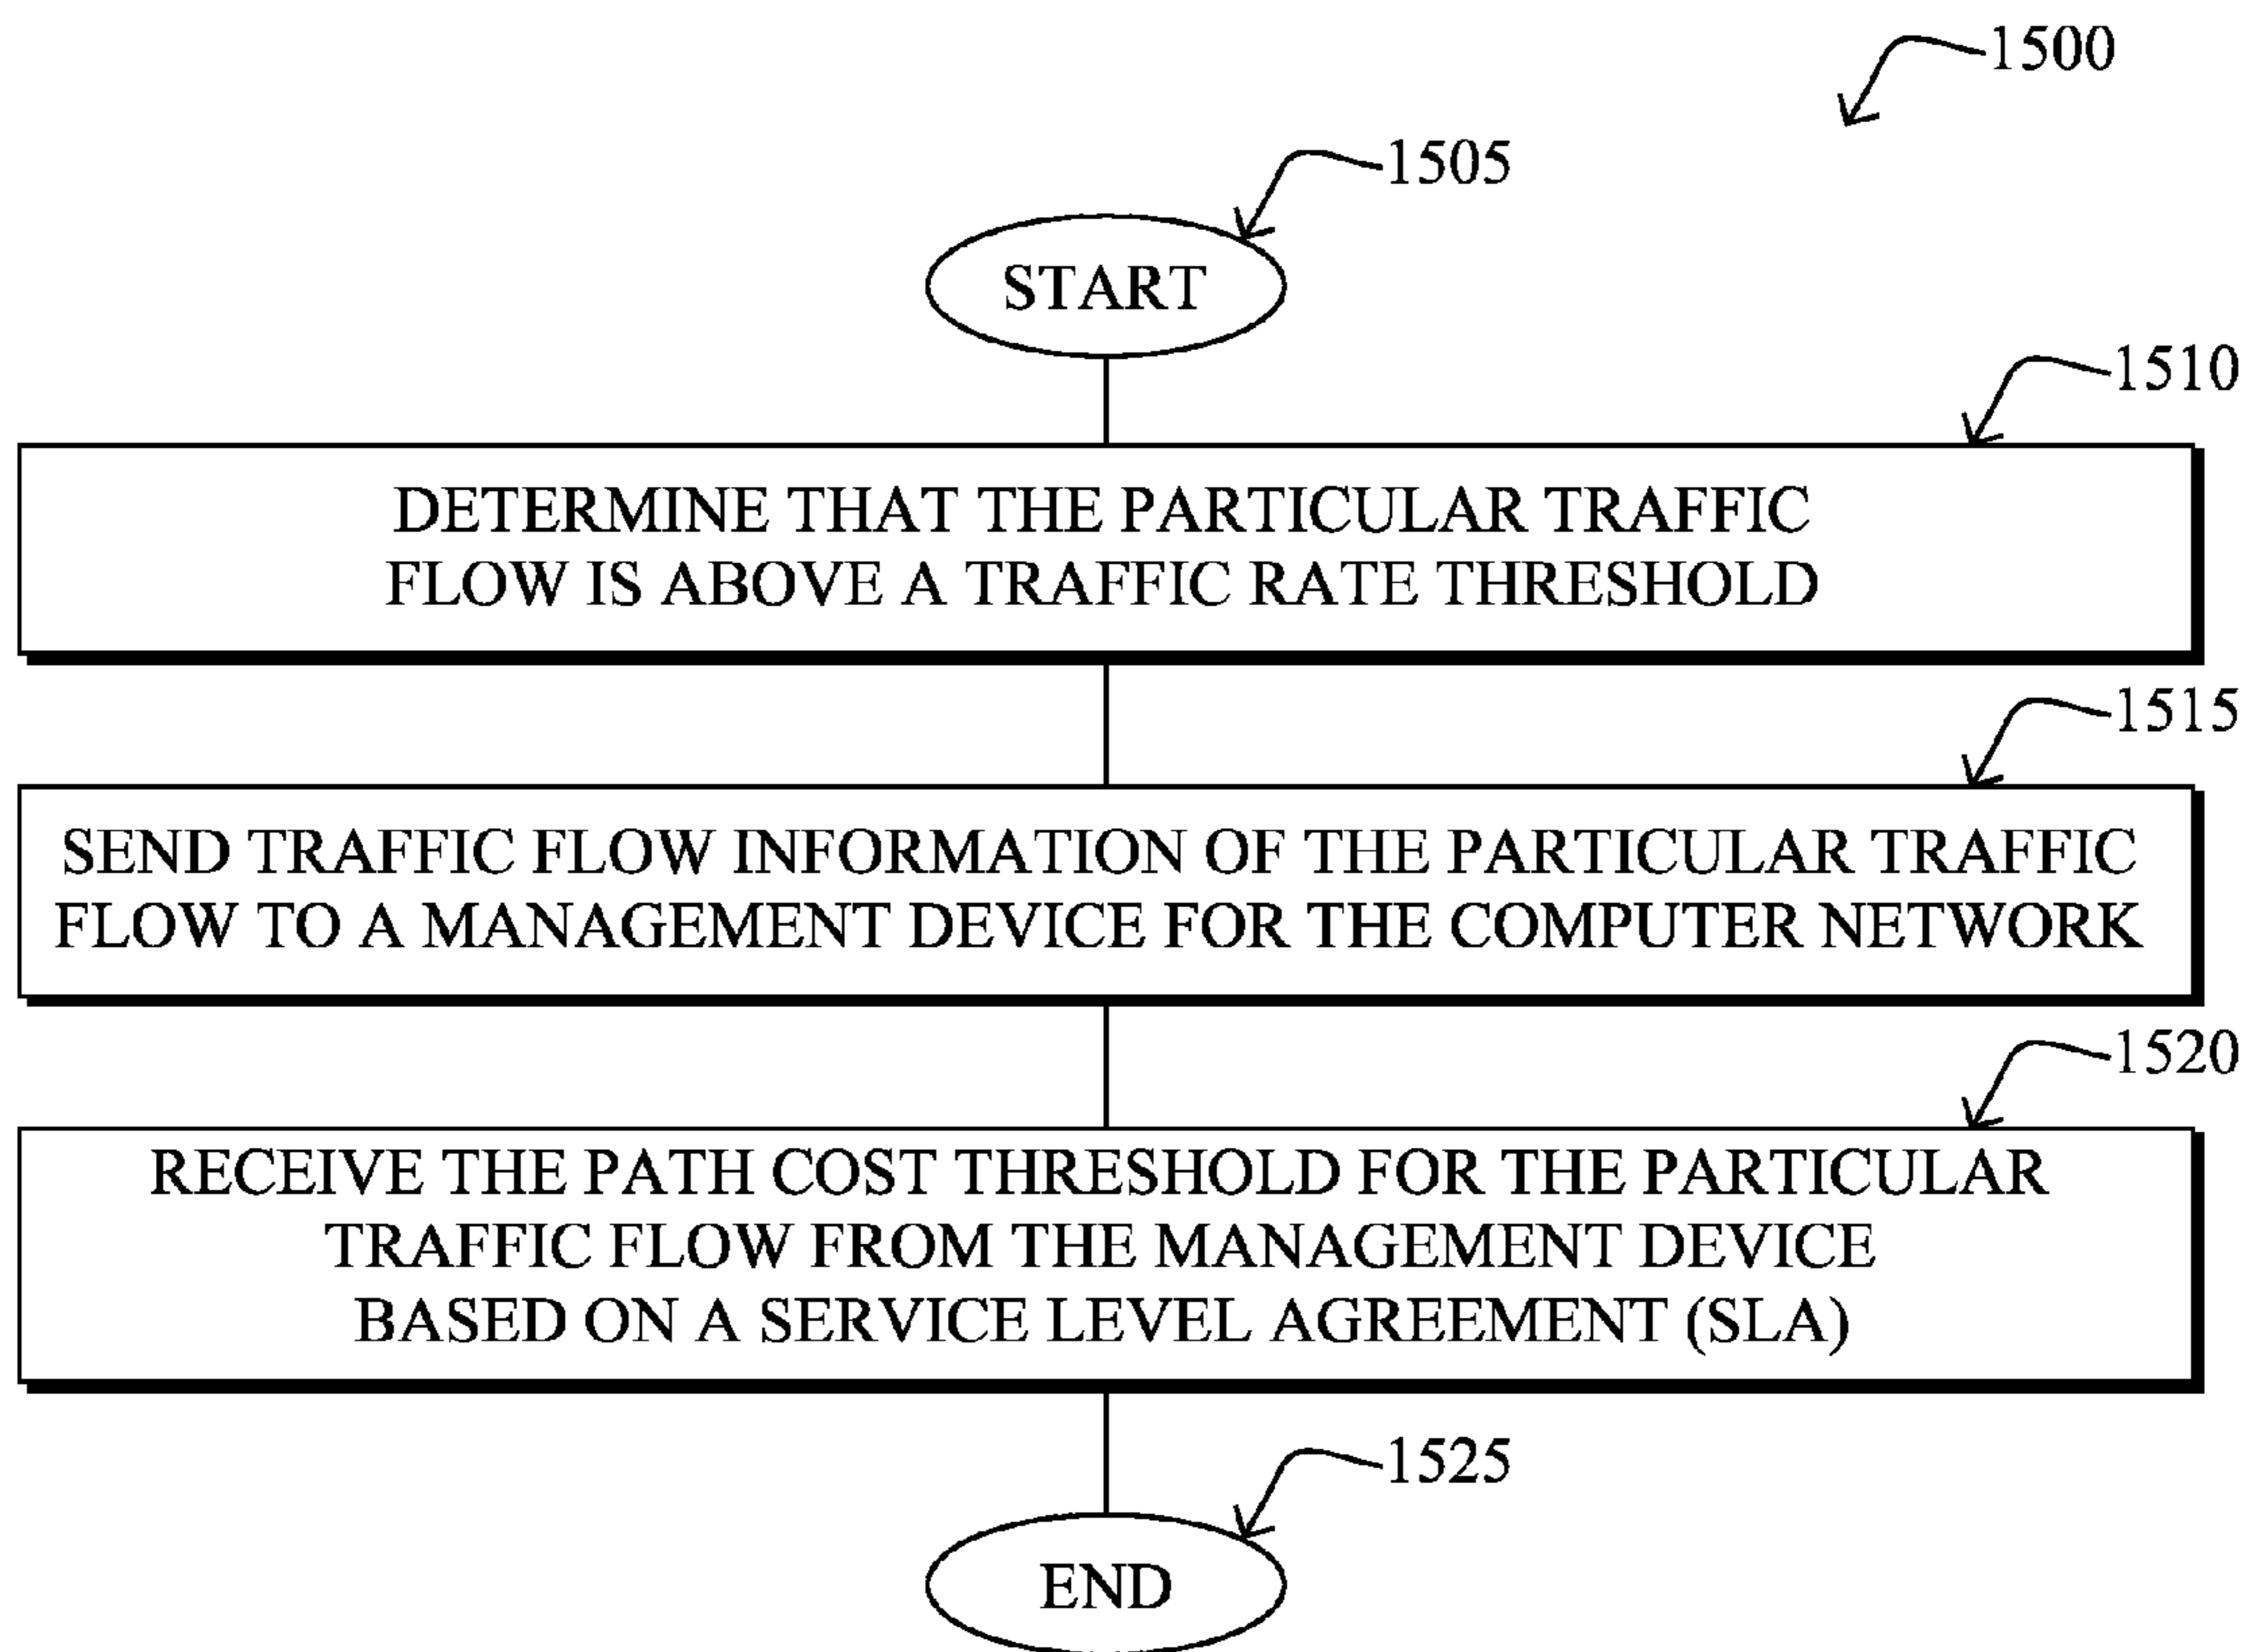 1500
1505
START
1510
DETERMINE THAT THE PARTICULAR TRAFFIC
FLOW IS ABOVE A TRAFFIC RATE THRESHOLD
1515
SEND TRAFFIC FLOW INFORMATION OF THE PARTICULAR TRAFFIC
FLOW TO A MANAGEMENT DEVICE FOR THE COMPUTER NETWORK
1520
RECEIVE THE PATH COST THRESHOLD FOR THE PARTICULAR
TRAFFIC FLOW FROM THE MANAGEMENT DEVICE
BASED ON A SERVICE LEVEL AGREEMENT (SLA)
1525
END